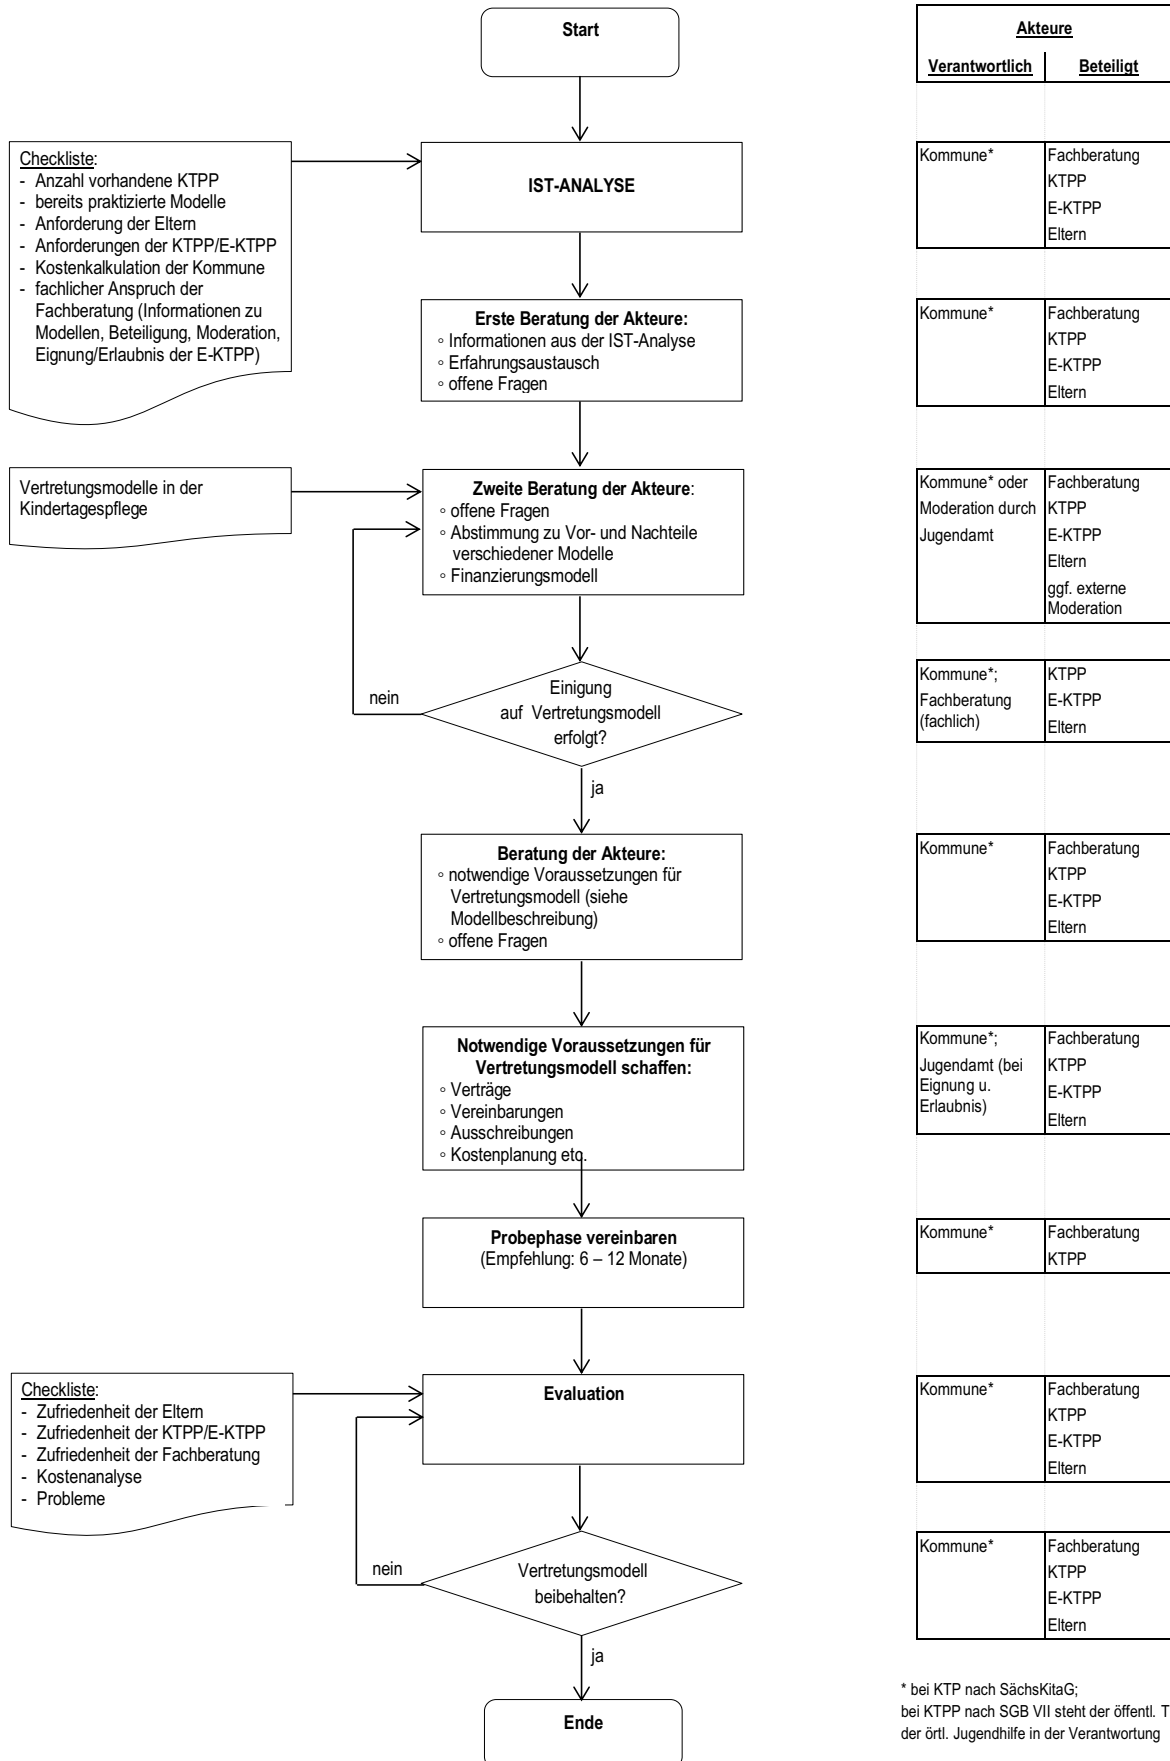 Start
Akteure
Verantwortlich Beteiligt
Checkliste:
- Anzahl vorhandene KTPP
- bereits praktizierte Modelle
- Anforderung der Eltern
- Anforderungen der KTPP/E-KTPP
- Kostenkalkulation der Kommune
- fachlicher Anspruch der
Fachberatung (Informationen zu
Modellen, Beteiligung, Moderation,
Eignung/Erlaubnis der E-KTPP)
IST-ANALYSE
Kommune*
Fachberatung
KTPP
E-KTPP
Eltern
Erste Beratung der Akteure:
◦ Informationen aus der IST-Analyse
◦ Erfahrungsaustausch
◦ offene Fragen
Kommune*
Fachberatung
KTPP
E-KTPP
Eltern
Vertretungsmodelle in der
Kindertagespflege
Zweite Beratung der Akteure:
◦ offene Fragen
◦ Abstimmung zu Vor- und Nachteile
verschiedener Modelle
◦ Finanzierungsmodell
Kommune* oder
Moderation durch
Jugendamt
Fachberatung
KTPP
E-KTPP
Eltern
ggf. externe
Moderation
nein
Einigung
auf Vertretungsmodell
erfolgt?
Kommune*;
Fachberatung
(fachlich)
KTPP
E-KTPP
Eltern
ja
Beratung der Akteure:
◦ notwendige Voraussetzungen für
Vertretungsmodell (siehe
Modellbeschreibung)
◦ offene Fragen
Kommune*
Fachberatung
KTPP
E-KTPP
Eltern
Notwendige Voraussetzungen für
Vertretungsmodell schaffen:
◦ Verträge
◦ Vereinbarungen
◦ Ausschreibungen
◦ Kostenplanung etc.
Kommune*;
Jugendamt (bei
Eignung u.
Erlaubnis)
Fachberatung
KTPP
E-KTPP
Eltern
Probephase vereinbaren
(Empfehlung: 6 – 12 Monate)
Kommune*
Fachberatung
KTPP
Checkliste:
- Zufriedenheit der Eltern
- Zufriedenheit der KTPP/E-KTPP
- Zufriedenheit der Fachberatung
- Kostenanalyse
- Probleme
Evaluation
Kommune*
Fachberatung
KTPP
E-KTPP
Eltern
nein
Vertretungsmodell
beibehalten?
Kommune*
Fachberatung
KTPP
E-KTPP
Eltern
ja
Ende
* bei KTP nach SächsKitaG;
bei KTPP nach SGB VII steht der öffentl. T
der örtl. Jugendhilfe in der Verantwortung